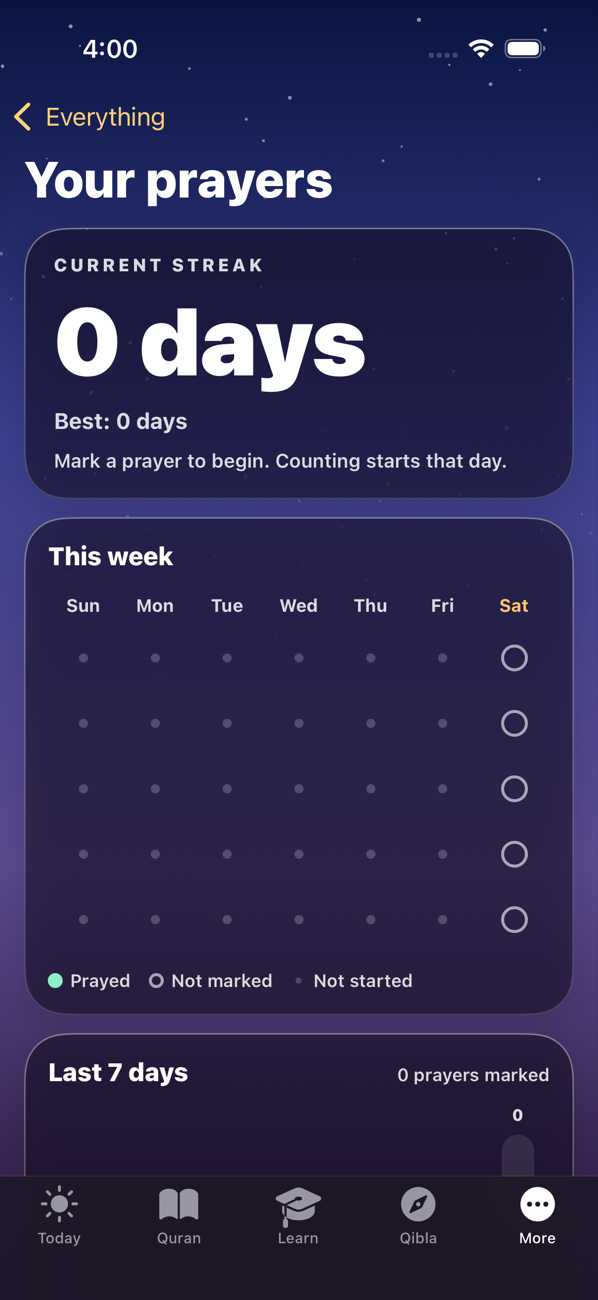 4:00
Everything
Your prayers
CURRENT STREAK
0 days
Best: 0 days
Mark a prayer to begin. Counting starts that day.
This week
Sun Mon Tue Wed Thu Fri Sat
Prayed Not marked Not started
Last 7 days 0 prayers marked
0
Today Quran Learn Qibla More